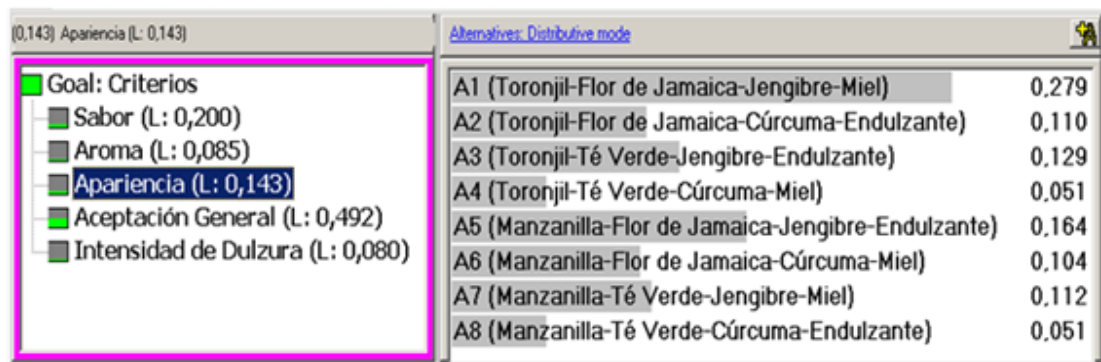 (0,143) Apariencia (L: 0,143)
Goal: Criterios
Sabor (L: 0,200)
Aroma (L: 0,085)
Apariencia (L: 0,143)
Aceptación General (L: 0,492)
Intensidad de Dulzura (L: 0,080)
Alternatives: Distributive mode
A1 (Toronjil-Flor de Jamaica-Jengibre-Miel) 0,279
A2 (Toronjil-Flor de Jamaica-Cúrcuma-Endulzante) 0,110
A3 (Toronjil-Té Verde-Jengibre-Endulzante) 0,129
A4 (Toronjil-Té Verde-Cúrcuma-Miel) 0,051
A5 (Manzanilla-Flor de Jamaica-Jengibre-Endulzante) 0,164
A6 (Manzanilla-Flor de Jamaica-Cúrcuma-Miel) 0,104
A7 (Manzanilla-Té Verde-Jengibre-Miel) 0,112
A8 (Manzanilla-Té Verde-Cúrcuma-Endulzante) 0,051